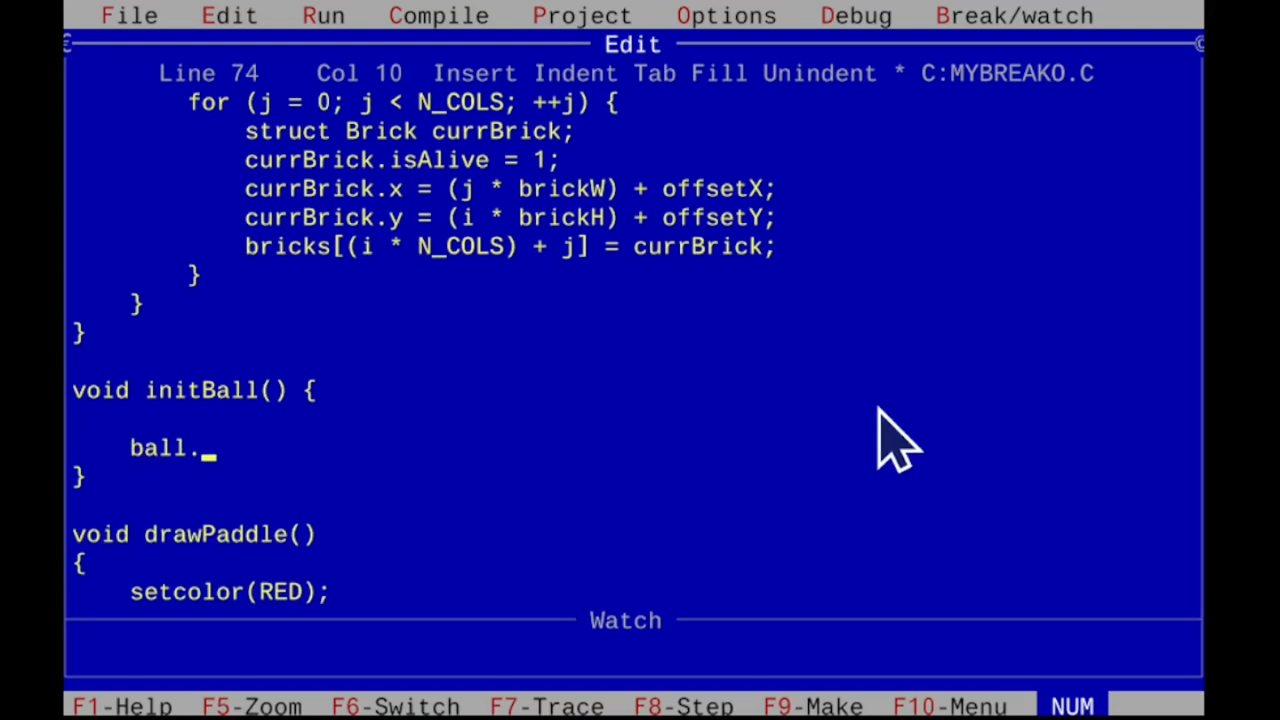 File Edit Run Compile Project Options Debug Break/watch
Edit
Line 74 Col 10 Insert Indent Tab Fill Unindent * C:MYBREAKO.C
for (j = 0; j < N_COLS; ++j) {
struct Brick currBrick;
currBrick.isAlive = 1;
currBrick.x = (j * brickW) + offsetX;
currBrick.y = (i * brickH) + offsetY;
bricks[(i * N_COLS) + j] = currBrick;
}
}
}
void initBall() {
ball._
}
void drawPaddle()
{
setcolor(RED);
Watch
F1-Help F5-Zoom F6-Switch F7-Trace F8-Step F9-Make F10-Menu NUM